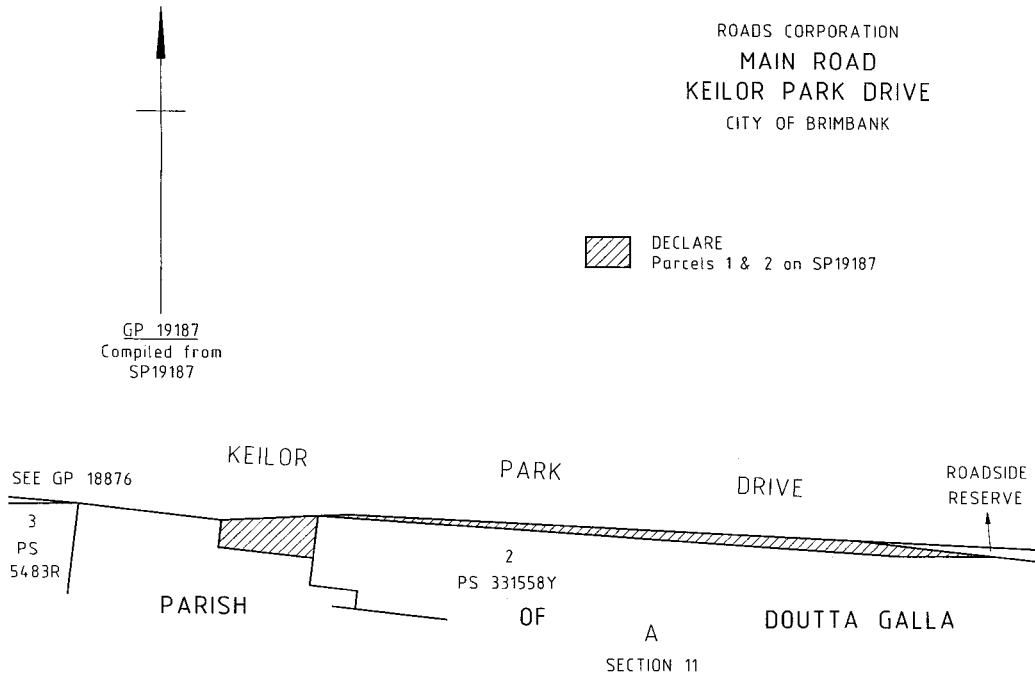 ROADS CORPORATION
MAIN ROAD
KEILOR PARK DRIVE
CITY OF BRIMBANK
DECLARE
Parcels 1 & 2 on SP19187
GP 19187
Compiled from
SP19187
KEILOR PARK DRIVE
SEE GP 18876
ROADSIDE
RESERVE
3
PS
5483R
2
PS 331558Y
PARISH OF DOUTTA GALLA
A
SECTION 11